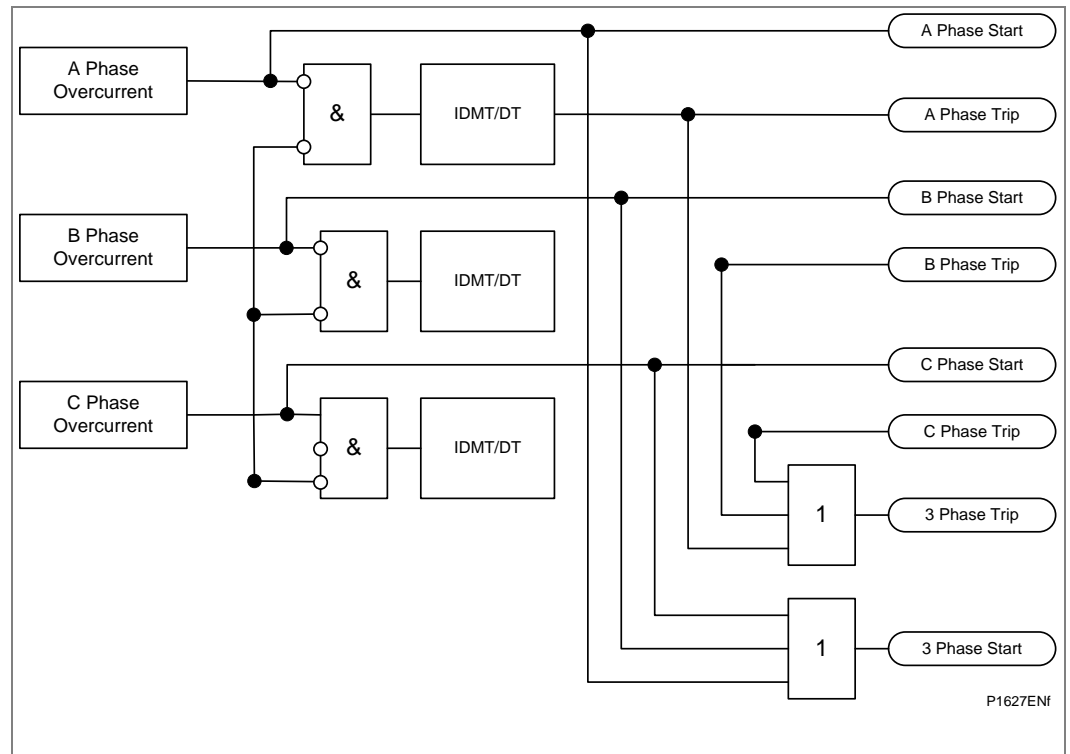 A Phase Start
A Phase
Overcurrent
&
IDMT/DT
A Phase Trip
B Phase Start
B Phase
Overcurrent
&
IDMT/DT
B Phase Trip
C Phase Start
C Phase
Overcurrent
&
IDMT/DT
C Phase Trip
1
3 Phase Trip
1
3 Phase Start
P1627ENf